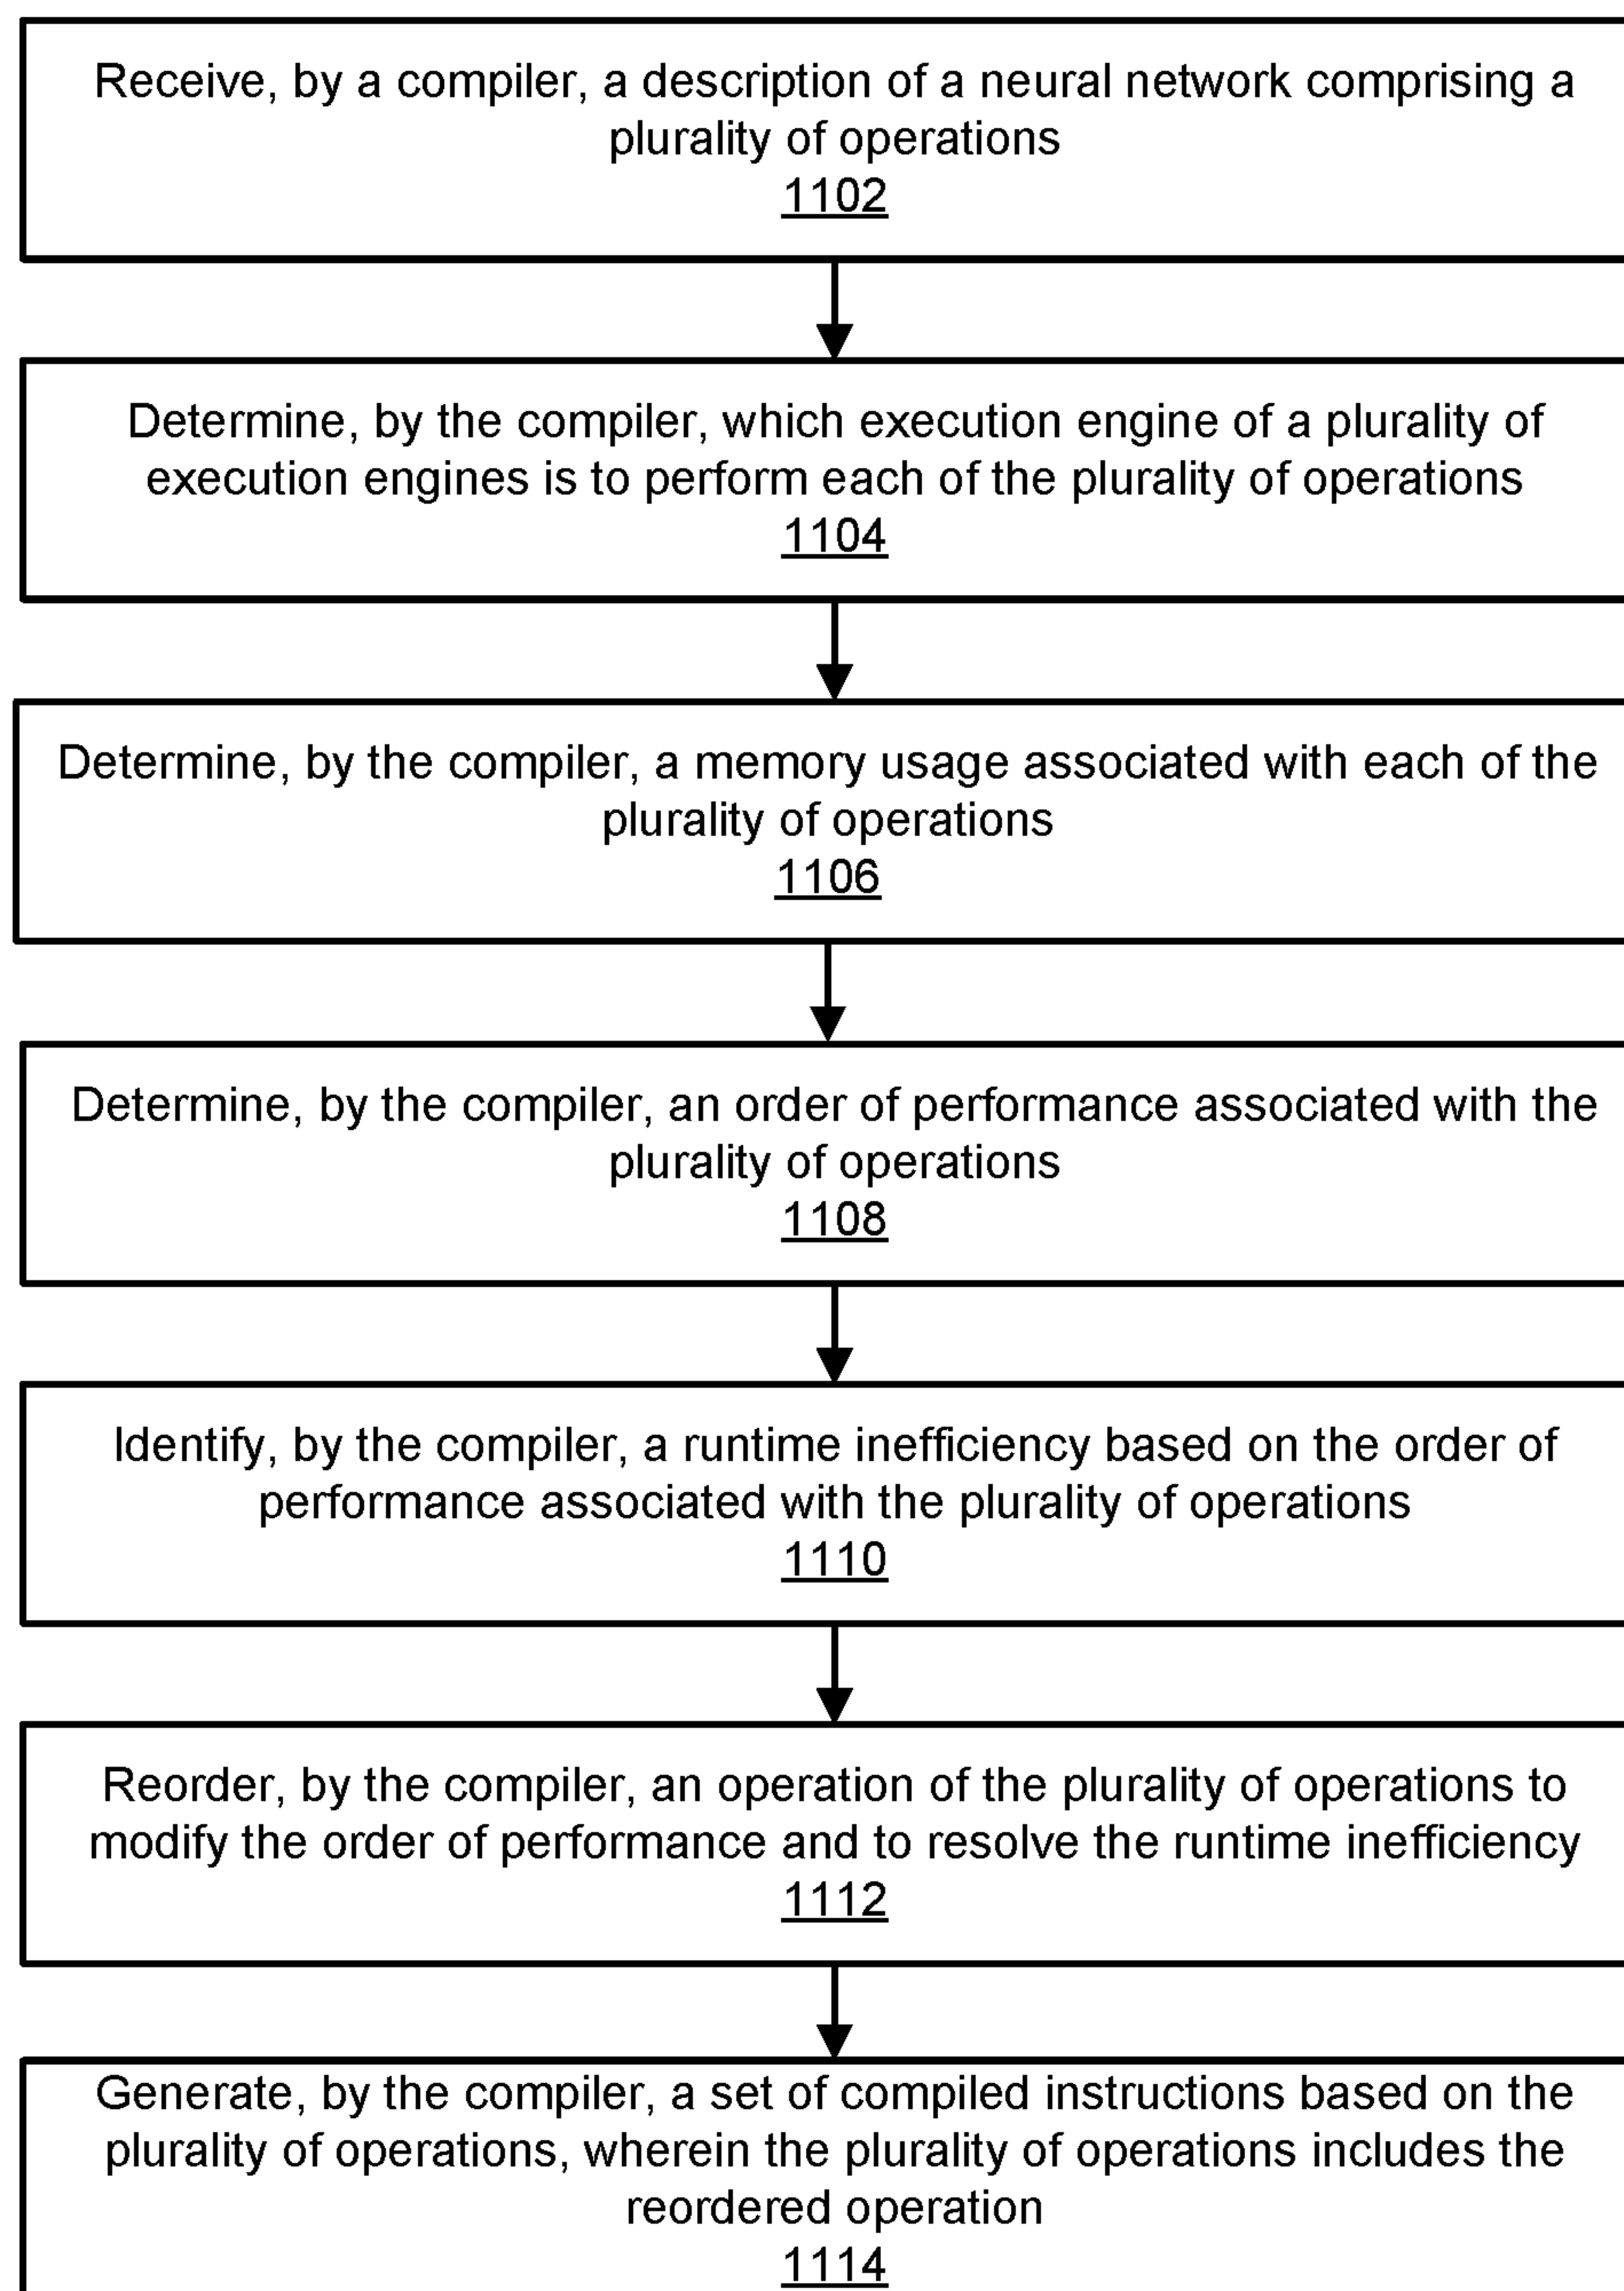 Receive, by a compiler, a description of a neural network comprising a
plurality of operations
1102
Determine, by the compiler, which execution engine of a plurality of
execution engines is to perform each of the plurality of operations
1104
Determine, by the compiler, a memory usage associated with each of the
plurality of operations
1106
Determine, by the compiler, an order of performance associated with the
plurality of operations
1108
Identify, by the compiler, a runtime inefficiency based on the order of
performance associated with the plurality of operations
1110
Reorder, by the compiler, an operation of the plurality of operations to
modify the order of performance and to resolve the runtime inefficiency
1112
Generate, by the compiler, a set of compiled instructions based on the
plurality of operations, wherein the plurality of operations includes the
reordered operation
1114